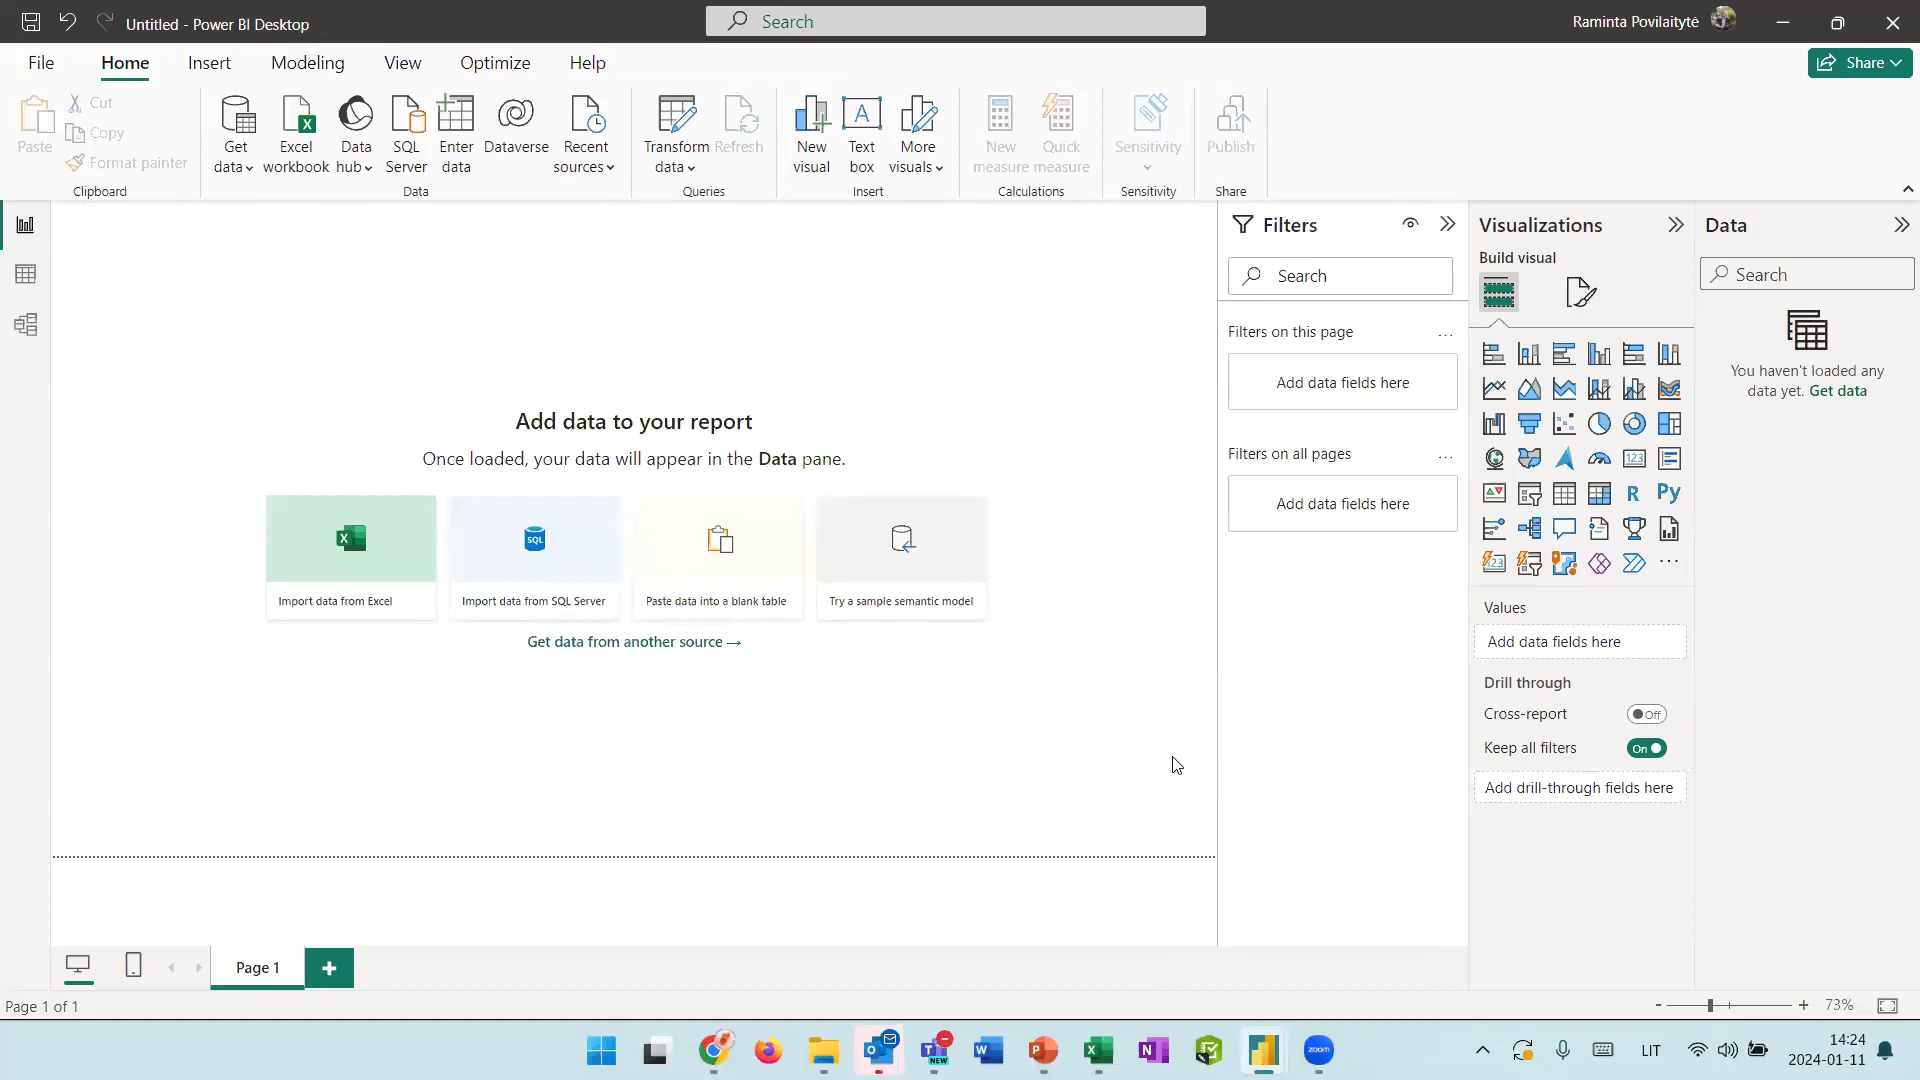 Untitled - Power BI Desktop
Search
Raminta Povilaitytė
File
Home
Insert
Modeling
View
Optimize
Help
Share
Paste
Cut
Copy
Format painter
Clipboard
Get data
Excel workbook
Data hub
SQL Server
Enter data
Dataverse
Recent sources
Data
Transform data
Refresh
Queries
New visual
A
Text box
More visuals
Insert
New measure
Quick measure
Calculations
Sensitivity
Sensitivity
Publish
Share
Add data to your report
Once loaded, your data will appear in the Data pane.
X
SQL
Import data from Excel
Import data from SQL Server
Paste data into a blank table
Try a sample semantic model
Get data from another source →
Filters
Search
Filters on this page
...
Add data fields here
Filters on all pages
...
Add data fields here
Visualizations
Build visual
123
R
Py
123
...
Values
Add data fields here
Drill through
Cross-report
Off
Keep all filters
On
Add drill-through fields here
Data
Search
You haven't loaded any
data yet. Get data
Page 1
+
Page 1 of 1
-
+
73%
NEW
W
P
X
N
zoom
LIT
14:24
2024-01-11